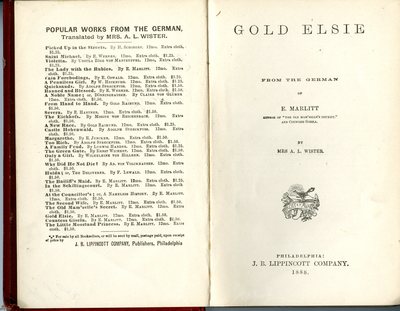 POPULAR WORKS FROM THE GERMAN,
Translated by MRS. A. L. WISTER.
Picked Up in the Streets. By H. Schobert. 12mo. Extra cloth,
$1.25.
Saint Michael. By E. Werner. 12mo. Extra cloth. $1.25.
Violetta. By Ursula Zöge von Manteuffel. 12mo. Extra cloth.
$1.25.
The Lady with the Rubies. By E. Marlitt. 12mo. Extra
cloth. $1.25.
Vain Forebodings. By E. Oswald. 12mo. Extra cloth. $1.25.
A Penniless Girl. By W. Heimburg. 12mo. Extra cloth. $1.25.
Quicksands. By Adolph Streckfuss. 12mo. Extra cloth. $1.50.
Banned and Blessed. By E. Werner. 12mo. Extra cloth. $1.50.
A Noble Name; or, Dönninghausen. By Claire von Glümer.
12mo. Extra cloth. $1.50.
From Hand to Hand. By Golo Raimund. 12mo. Extra cloth.
$1.50.
Severa. By E. Hartner. 12mo. Extra cloth. $1.50.
The Eichhofs. By Moritz von Reichenbach. 12mo. Extra cloth.
$1.50.
A New Race. By Golo Raimund. 12mo. Extra cloth. $1.25.
Castle Hohenwald. By Adolph Streckfuss. 12mo. Extra cloth.
$1.50.
Margarethe. By E. Juncker. 12mo. Extra cloth. $1.50.
Too Rich. By Adolph Streckfuss. 12mo. Extra cloth. $1.50.
A Family Feud. By Ludwig Harder. 12mo. Extra cloth. $1.25.
The Green Gate. By Ernst Wichert. 12mo. Extra cloth. $1.50.
Only a Girl. By Wilhelmine von Hillern. 12mo. Extra cloth.
$1.50.
Why Did He Not Die? By Ad. von Volckhausen. 12mo. Extra
cloth. $1.50.
Hulda; or, The Deliverer. By F. Lewald. 12mo. Extra cloth.
$1.50.
The Bailiff's Maid. By E. Marlitt. 12mo. Extra cloth. $1.25.
In the Schillingscourt. By E. Marlitt. 12mo. Extra cloth.
$1.50.
At the Councillor's; or, A Nameless History. By E. Marlitt.
12mo. Extra cloth. $1.50.
The Second Wife. By E. Marlitt. 12mo. Extra cloth. $1.50.
The Old Mam'selle's Secret. By E. Marlitt. 12mo. Extra
cloth. $1.50.
Gold Elsie. By E. Marlitt. 12mo. Extra cloth. $1.50.
Countess Gisela. By E. Marlitt. 12mo. Extra cloth. $1.50.
The Little Moorland Princess. By E. Marlitt. 12mo. Extra
cloth. $1.50.
*** For sale by all Booksellers, or will be sent by mail, postage paid, upon receipt
of price by
J. B. LIPPINCOTT COMPANY, Publishers, Philadelphia
GOLD ELSIE
FROM THE GERMAN
OF
E. MARLITT
AUTHOR OF "THE OLD MAM'SELLE'S SECRET,"
AND COUNTESS GISELA.
BY
MRS A. L. WISTER.
PHILADELPHIA:
J. B. LIPPINCOTT COMPANY.
1888.